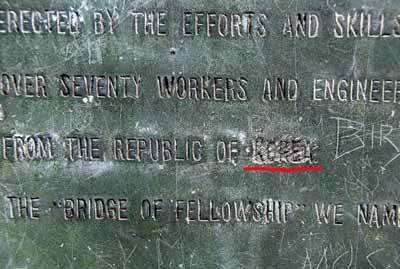 ERECTED BY THE EFFORTS AND SKILLS
OVER SEVENTY WORKERS AND ENGINEER
FROM THE REPUBLIC OF KOREA
BIR
THE "BRIDGE OF FELLOWSHIP" WE NAM